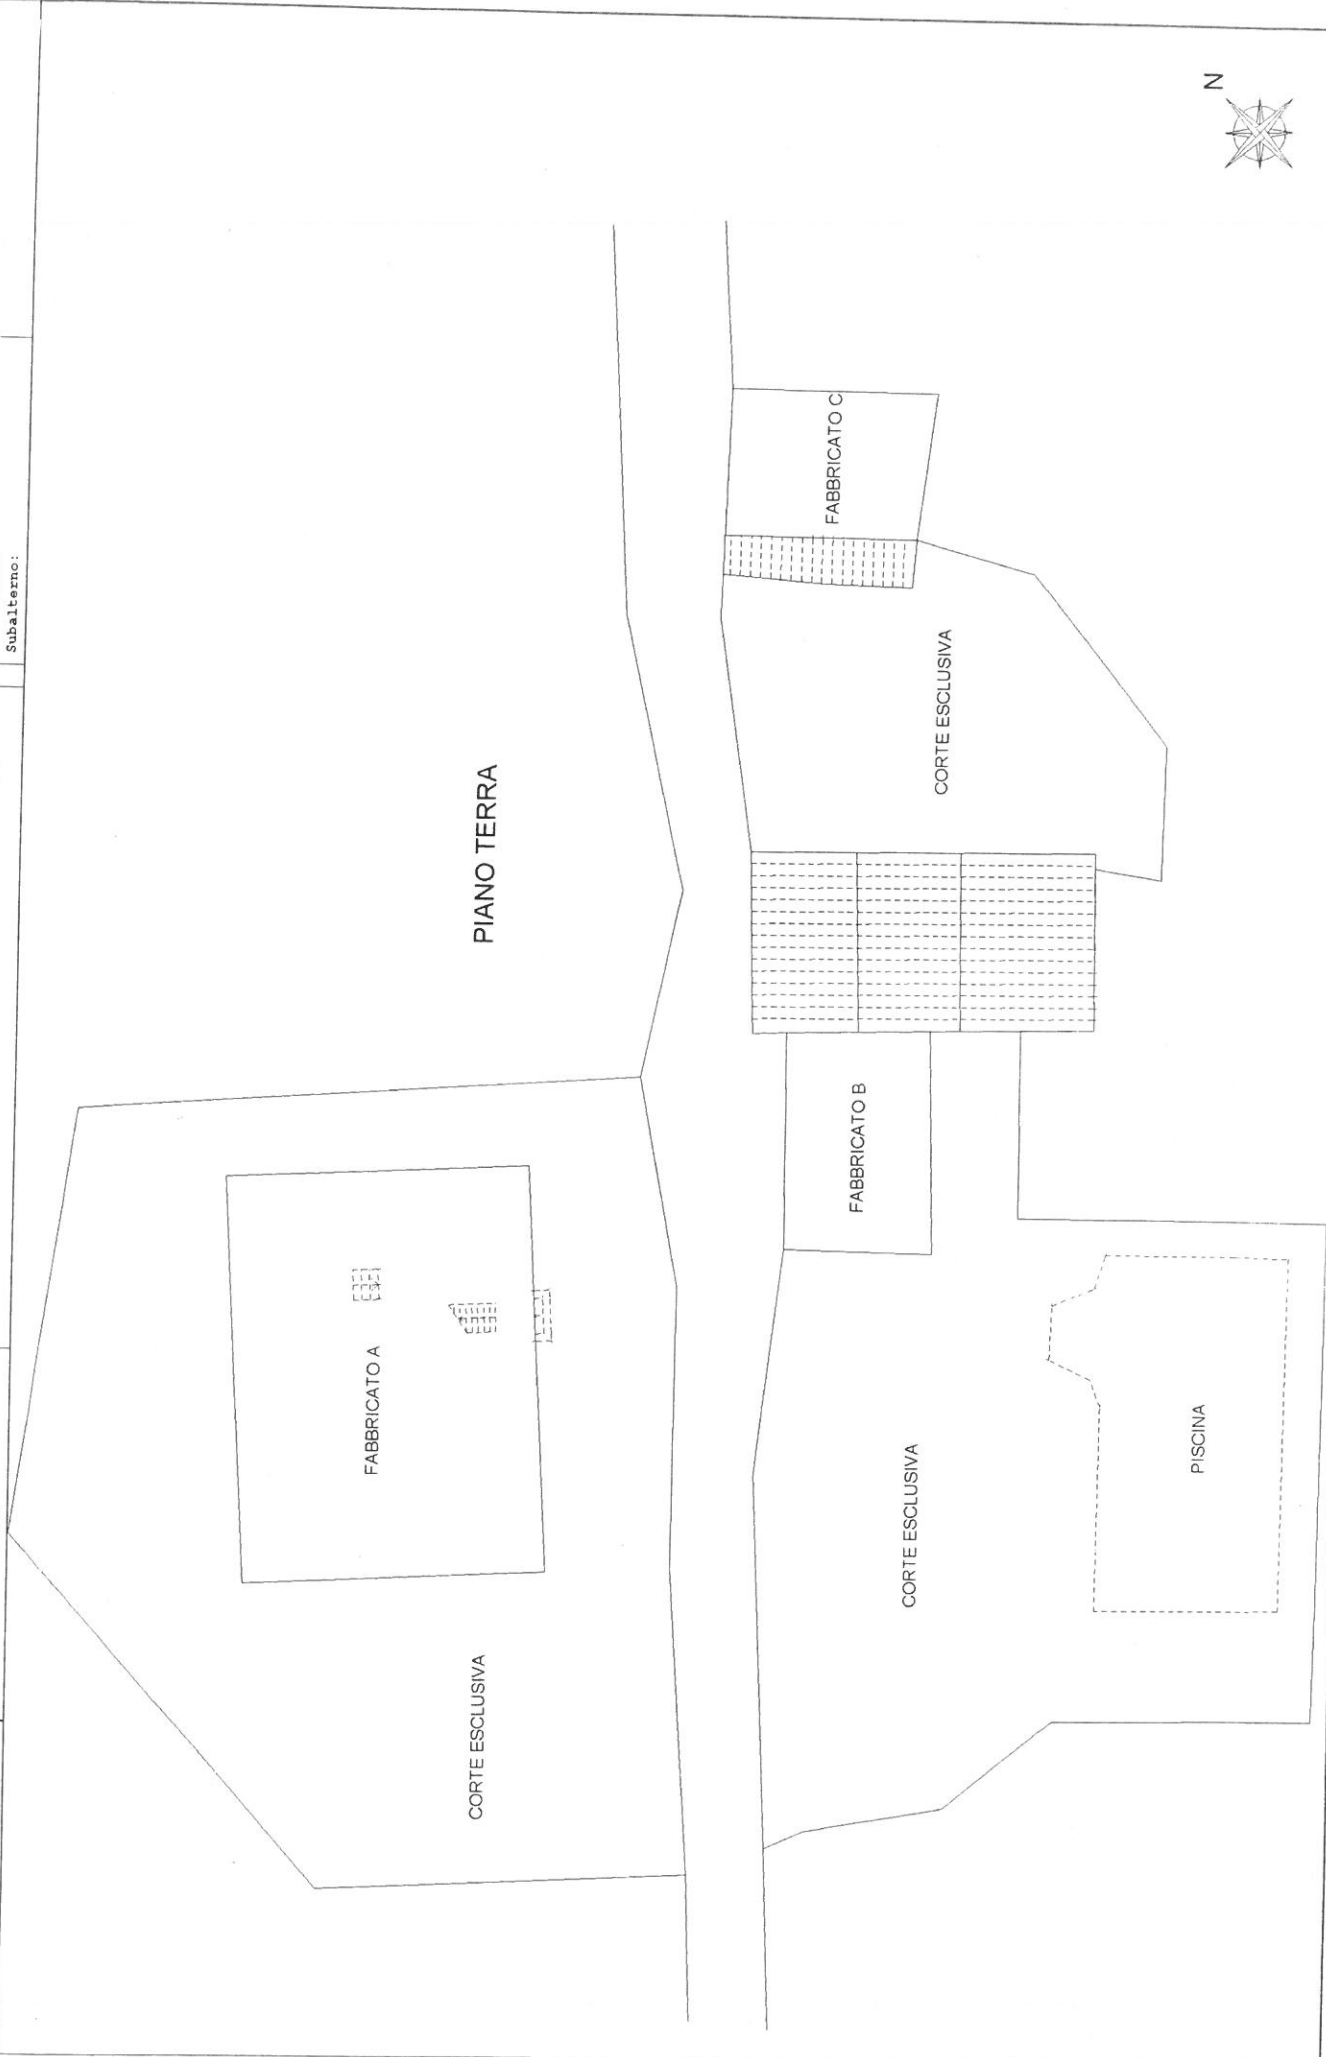 Subalterno:
N
PIANO TERRA
FABBRICATO A
CORTE ESCLUSIVA
FABBRICATO C
CORTE ESCLUSIVA
FABBRICATO B
CORTE ESCLUSIVA
PISCINA